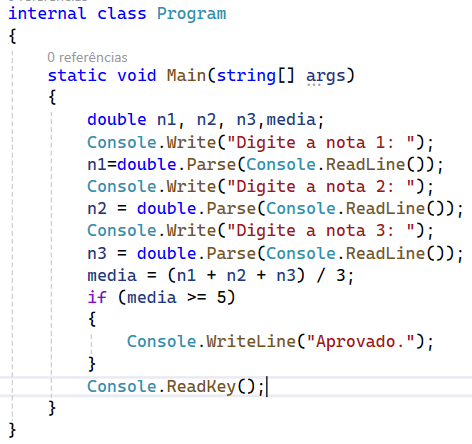 0 referências
internal class Program
{
0 referências
static void Main(string[] args)
{
double n1, n2, n3,media;
Console.Write("Digite a nota 1: ");
n1=double.Parse(Console.ReadLine());
Console.Write("Digite a nota 2: ");
n2 = double.Parse(Console.ReadLine());
Console.Write("Digite a nota 3: ");
n3 = double.Parse(Console.ReadLine());
media = (n1 + n2 + n3) / 3;
if (media >= 5)
{
Console.WriteLine("Aprovado.");
}
Console.ReadKey();
}
}